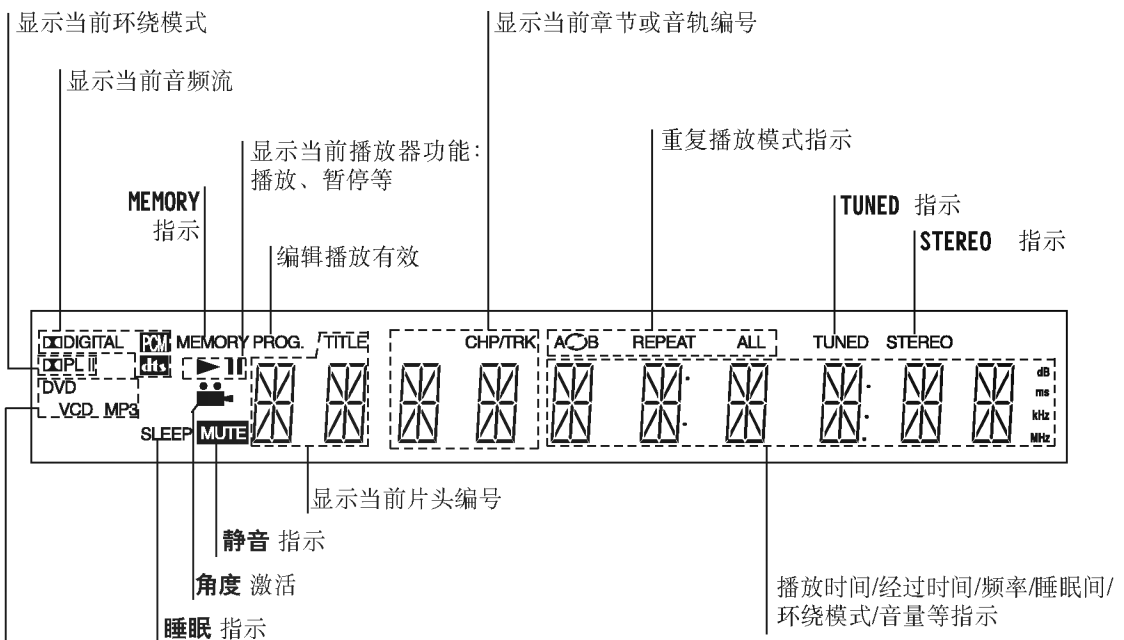 显示当前环绕模式
显示当前章节或音轨编号
显示当前音频流
重复播放模式指示
显示当前播放器功能：
播放、暂停等
MEMORY
指示
TUNED 指示
STEREO 指示
编辑播放有效
DIGITAL PCM MEMORY PROG. TITLE CHP/TRK A B REPEAT ALL TUNED STEREO
PL II dts
DVD
VCD MP3
SLEEP MUTE
dB
ms
kHz
MHz
显示当前片头编号
静音 指示
角度 激活
睡眠 指示
播放时间/经过时间/频率/睡眠间/
环绕模式/音量等指示